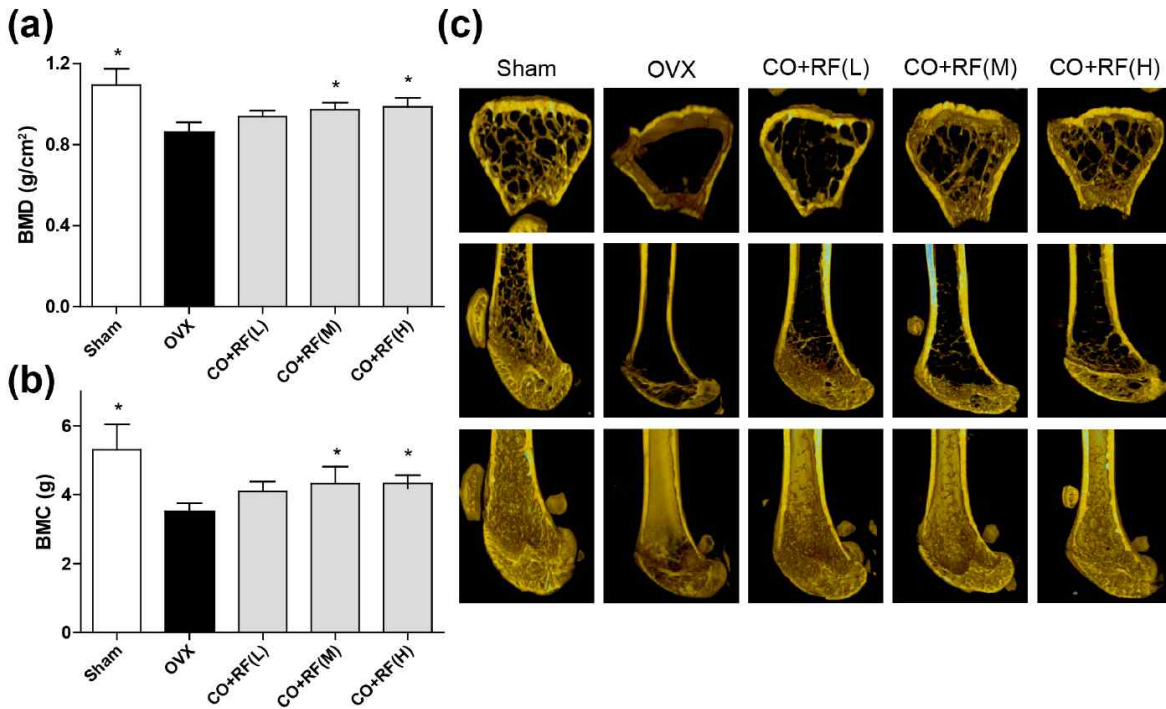 (a)
BMD (g/cm²)
1.2
0.8
0.4
0.0
*
*
*
Sham
OVX
CO+RF(L)
CO+RF(M)
CO+RF(H)
(b)
BMC (g)
6
4
2
0
*
*
*
Sham
OVX
CO+RF(L)
CO+RF(M)
CO+RF(H)
(c)
Sham OVX CO+RF(L) CO+RF(M) CO+RF(H)